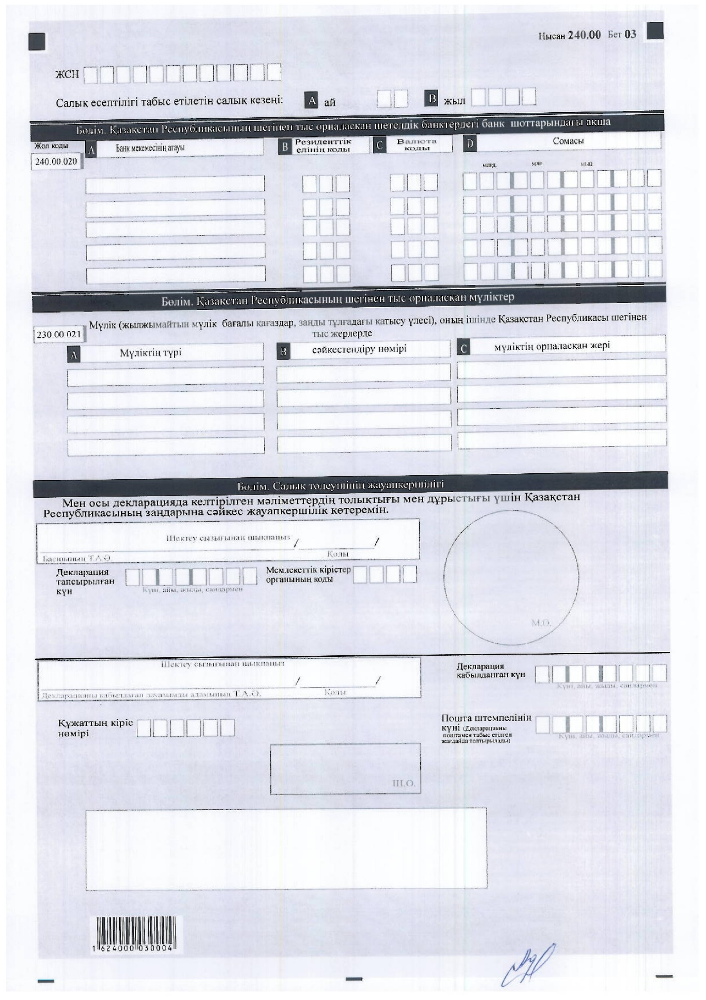 Нысан 240.00 Бет 03
ЖСН
Салық есептілігі табыс етілетін салық кезеңі: A ай B жыл
Бөлім. Қазақстан Республикасының шегінен тыс орналасқан шетелдік банктердегі банк шоттарындағы ақша
Жол коды
A Банк мекемесінің атауы
B Резиденттік елінің коды
C Валюта коды
D Сомасы
240.00.020
млрд. млн. мың
Бөлім. Қазақстан Республикасының шегінен тыс орналасқан мүліктер
230.00.021
Мүлік (жылжымайтын мүлік бағалы қағаздар, заңды тұлғадағы қатысу үлесі), оның ішінде Қазақстан Республикасы шегінен
тыс жерлерде
A Мүліктің түрі
B сәйкестендіру нөмірі
C мүліктің орналасқан жері
Бөлім. Салық төлеушінің жауапкершілігі
Мен осы декларацияда келтірілген мәліметтердің толықтығы мен дұрыстығы үшін Қазақстан
Республикасының заңдарына сәйкес жауапкершілік көтеремін.
Шектеу сызығынан шықпаңыз
/ /
Басшының Т.А.Ә. Қолы
Декларация
тапсырылған
күн
Күні, айы, жылы, сандармен
Мемлекеттік кірістер
органының коды
М.О.
Шектеу сызығынан шықпаңыз
/ /
Декларацияны қабылдаған лауазымды адамының Т.А.Ә. Қолы
Декларация
қабылданған күн
Күні, айы, жылы, сандармен
Құжаттың кіріс
нөмірі
Пошта штемпелінің
күні (Декларацияны
поштамен табыс етілген
жағдайда толтырылады)
Күні, айы, жылы, сандармен
Ш.О.
1 624000 030004